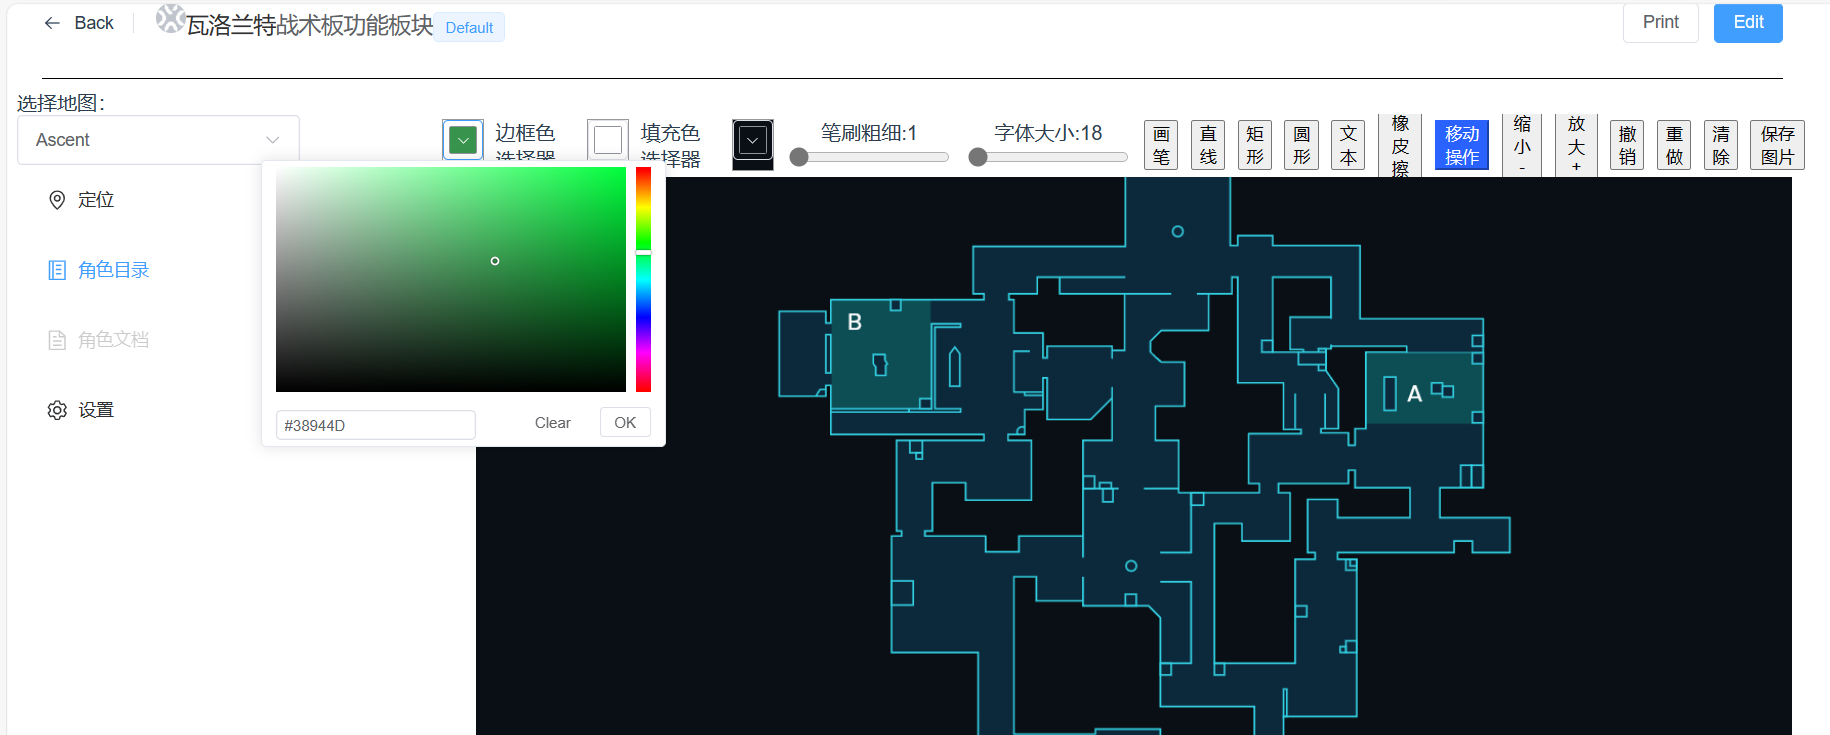 Back
瓦洛兰特战术板功能板块
Default
Print
Edit
选择地图：
Ascent
边框色
选择器
填充色
选择器
笔刷粗细:1
字体大小:18
画
笔
直
线
矩
形
圆
形
文
本
橡
皮
擦
移动
操作
缩
小
-
放
大
+
撤
销
重
做
清
除
保存
图片
定位
角色目录
角色文档
设置
#38944D
Clear
OK
B
A